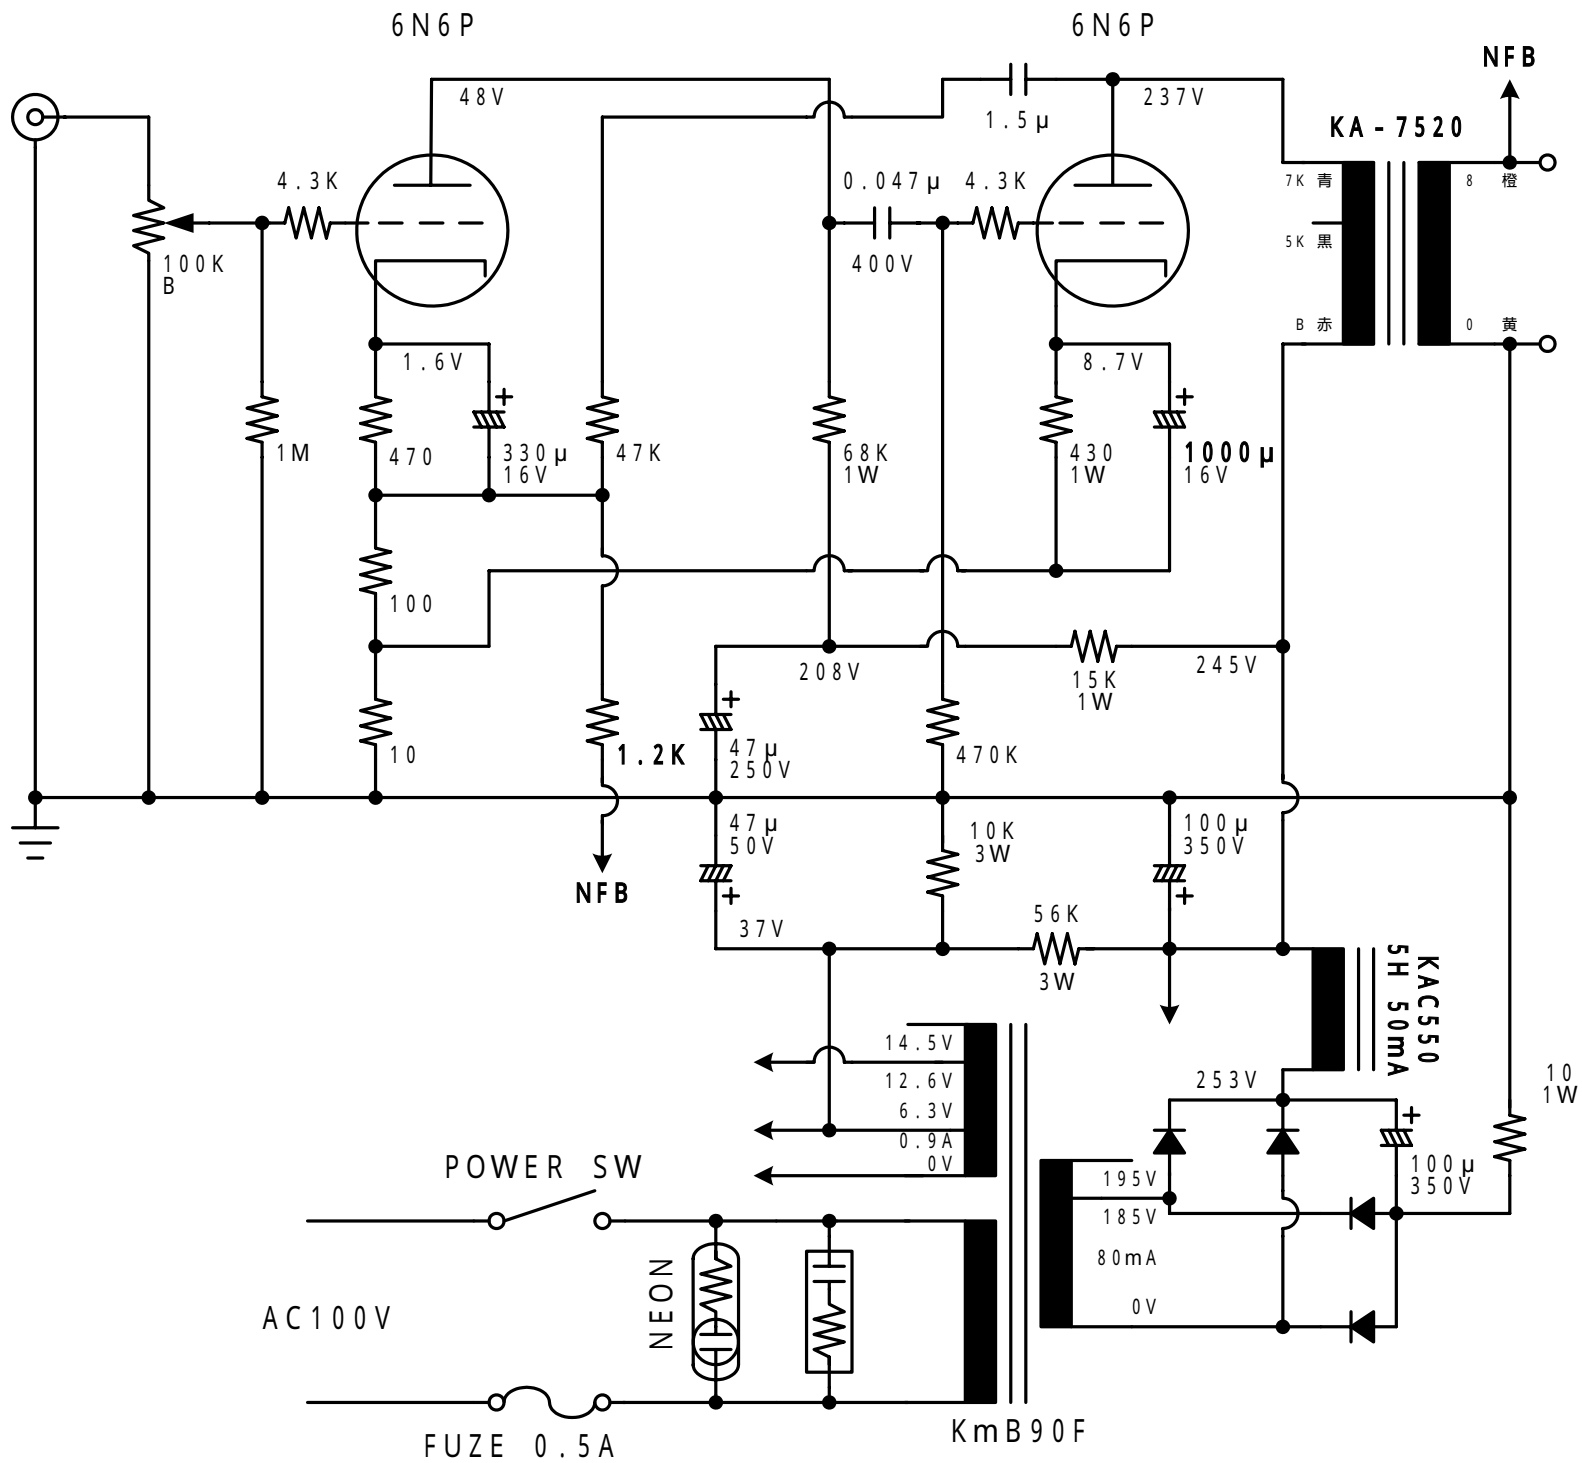 6N6P
6N6P
NFB
48V
237V
1.5μ
KA-7520
4.3K
0.047μ
4.3K
7K 青
8 橙
5K 黒
100K
B
400V
B 赤
0 黄
1.6V
8.7V
1M
470
330μ
16V
47K
68K
1W
430
1W
1000μ
16V
100
208V
245V
15K
1W
10
1.2K
47μ
250V
470K
47μ
50V
10K
3W
100μ
350V
NFB
37V
56K
3W
KAC550
5H 50mA
14.5V
12.6V
6.3V
0.9A
0V
253V
10
1W
POWER SW
195V
185V
100μ
350V
80mA
NEON
0V
AC100V
FUZE 0.5A
KmB90F